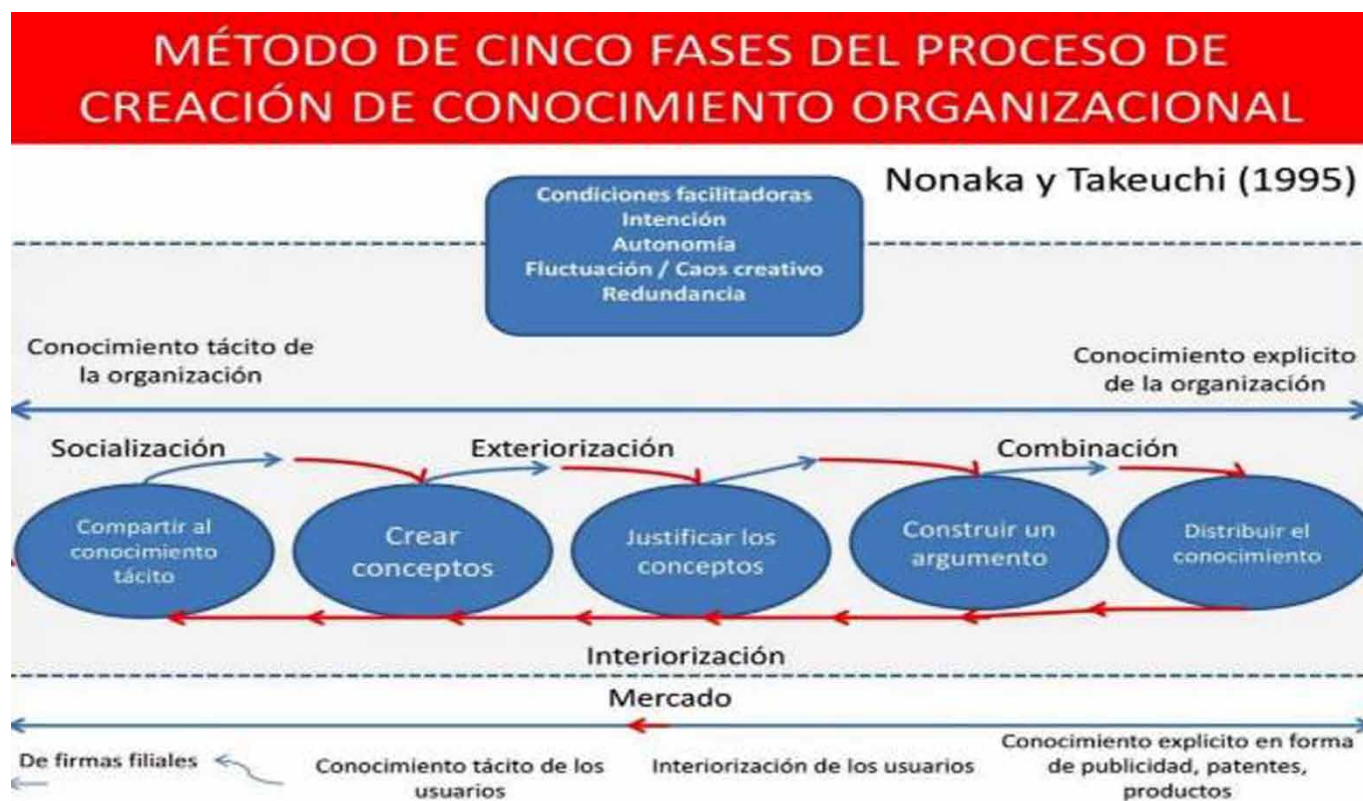 MÉTODO DE CINCO FASES DEL PROCESO DE
CREACIÓN DE CONOCIMIENTO ORGANIZACIONAL
Nonaka y Takeuchi (1995)
Condiciones facilitadoras
Intención
Autonomía
Fluctuación / Caos creativo
Redundancia
Conocimiento tácito de
la organización
Conocimiento explicito
de la organización
Socialización
Exteriorización
Combinación
Compartir al
conocimiento
tácito
Crear
conceptos
Justificar los
conceptos
Construir un
argumento
Distribuir el
conocimiento
Interiorización
Mercado
De firmas filiales
Conocimiento tácito de los
usuarios
Interiorización de los usuarios
Conocimiento explicito en forma
de publicidad, patentes,
productos